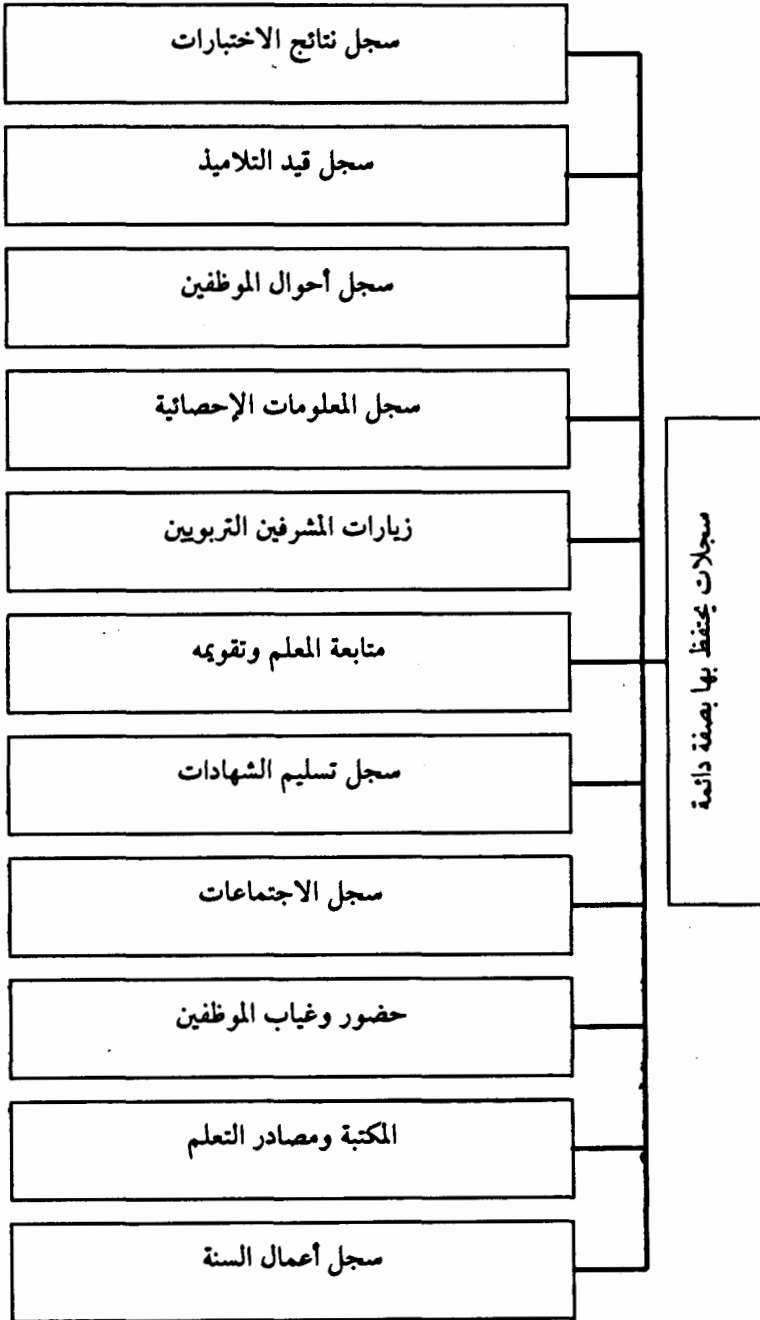 سجلات يحتفظ بها بصفة دائمة
سجل نتائج الاختبارات
سجل قيد التلاميذ
سجل أحوال الموظفين
سجل المعلومات الإحصائية
زيارات المشرفين التربويين
متابعة المعلم وتقويمه
سجل تسليم الشهادات
سجل الاجتماعات
حضور وغياب الموظفين
المكتبة ومصادر التعلم
سجل أعمال السنة